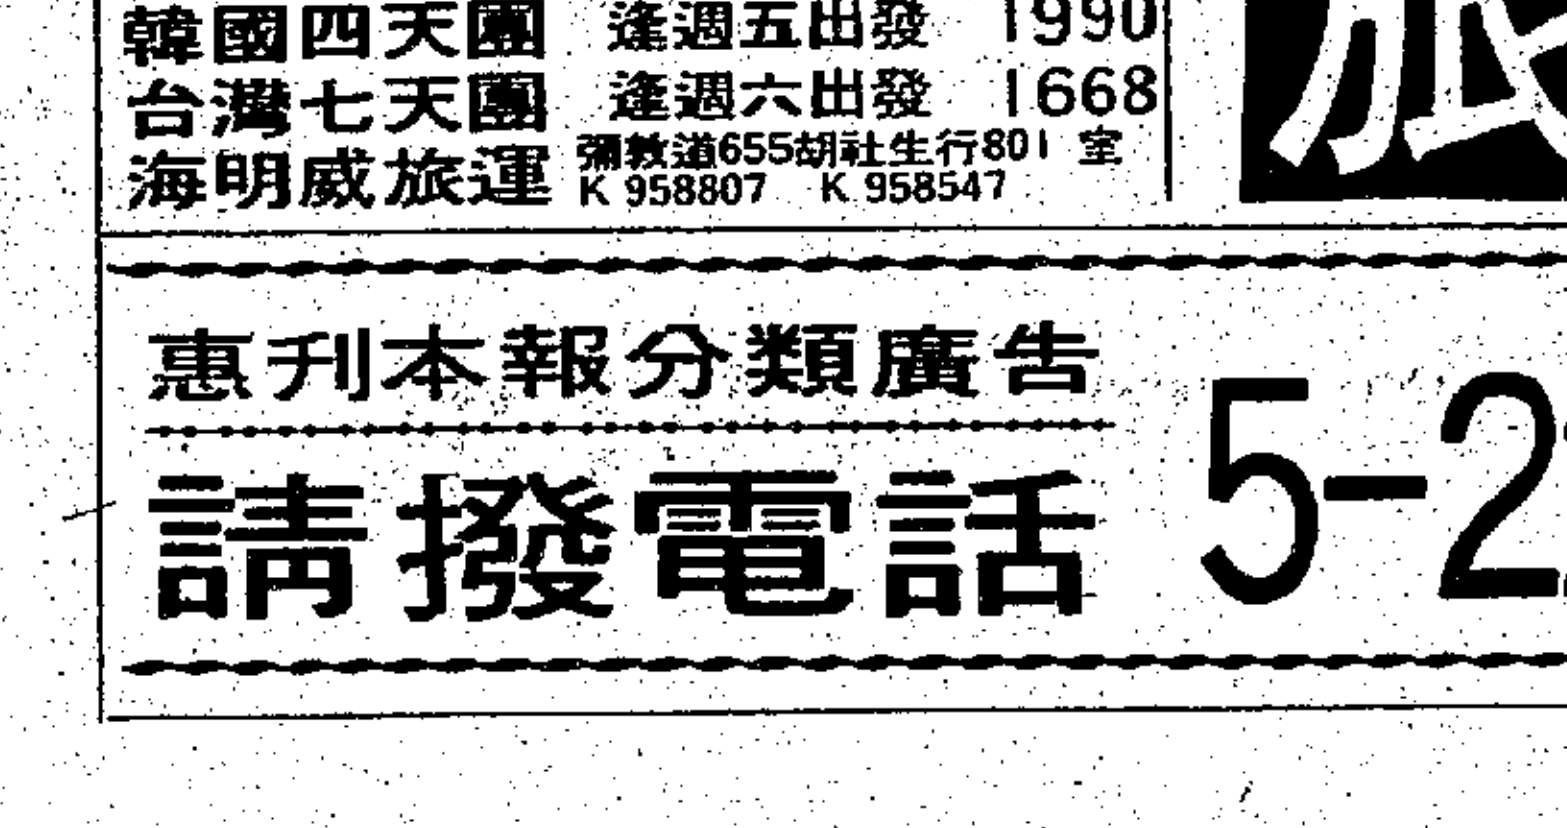 韓國四天團 逢週五出發 1990
台灣七天團 逢週六出發 1668
海明威旅運 彌敦道655胡社生行801室
K 958807 K 958547
旅
惠刋本報分類廣告
請撥電話 5-2